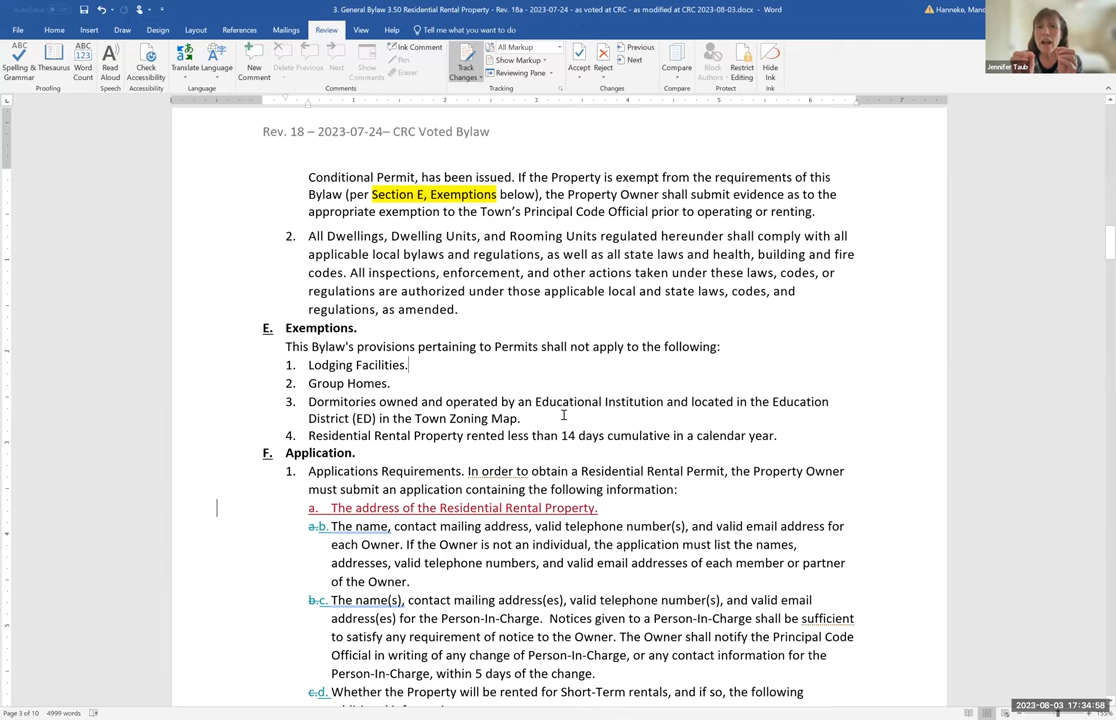 AutoSave
3. General Bylaw 3.50 Residential Rental Property - Rev. 18a - 2023-07-24 - as voted at CRC - as modified at CRC 2023-08-03.docx - Word
Hanneke, Mand
Jennifer Taub
File Home Insert Draw Design Layout References Mailings Review View Help Tell me what you want to do
Spelling & Grammar
Thesaurus
Word Count
Read Aloud
Check Accessibility
Translate
Language
New Comment
Delete
Previous
Next
Show Comments
Ink Comment
Pen
Eraser
Track Changes
All Markup
Show Markup
Reviewing Pane
Accept
Reject
Previous
Next
Compare
Block Authors
Restrict Editing
Hide Ink
Proofing
Speech
Accessibility
Language
Comments
Tracking
Changes
Compare
Protect
Ink
1 2 3 4 5 6 7
Rev. 18 – 2023-07-24– CRC Voted Bylaw
Conditional Permit, has been issued. If the Property is exempt from the requirements of this
Bylaw (per Section E, Exemptions below), the Property Owner shall submit evidence as to the
appropriate exemption to the Town's Principal Code Official prior to operating or renting.
2. All Dwellings, Dwelling Units, and Rooming Units regulated hereunder shall comply with all
applicable local bylaws and regulations, as well as all state laws and health, building and fire
codes. All inspections, enforcement, and other actions taken under these laws, codes, or
regulations are authorized under those applicable local and state laws, codes, and
regulations, as amended.
E. Exemptions.
This Bylaw's provisions pertaining to Permits shall not apply to the following:
1. Lodging Facilities.
2. Group Homes.
3. Dormitories owned and operated by an Educational Institution and located in the Education
District (ED) in the Town Zoning Map.
4. Residential Rental Property rented less than 14 days cumulative in a calendar year.
F. Application.
1. Applications Requirements. In order to obtain a Residential Rental Permit, the Property Owner
must submit an application containing the following information:
a. The address of the Residential Rental Property.
a.b. The name, contact mailing address, valid telephone number(s), and valid email address for
each Owner. If the Owner is not an individual, the application must list the names,
addresses, valid telephone numbers, and valid email addresses of each member or partner
of the Owner.
b.c. The name(s), contact mailing address(es), valid telephone number(s), and valid email
address(es) for the Person-In-Charge. Notices given to a Person-In-Charge shall be sufficient
to satisfy any requirement of notice to the Owner. The Owner shall notify the Principal Code
Official in writing of any change of Person-In-Charge, or any contact information for the
Person-In-Charge, within 5 days of the change.
c.d. Whether the Property will be rented for Short-Term rentals, and if so, the following
Page 3 of 10 4999 words
2023-08-03 17:34:58